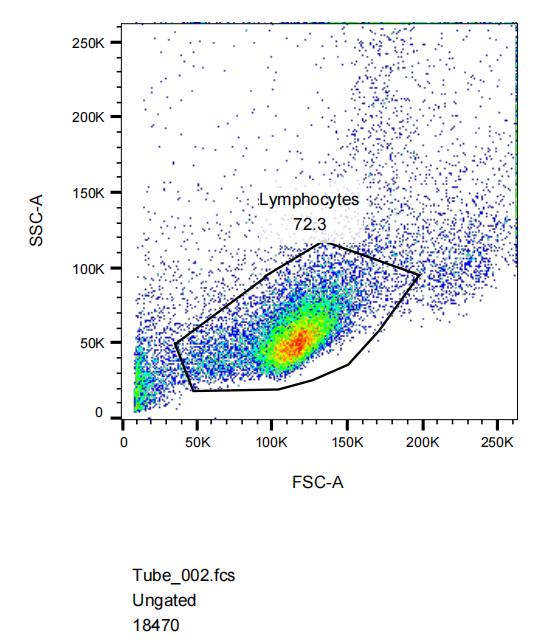 250K
200K
Lymphocytes
150K
72.3
SSC-A
100K
50K
0
0 50K 100K 150K 200K 250K
FSC-A
Tube_002.fcs
Ungated
18470